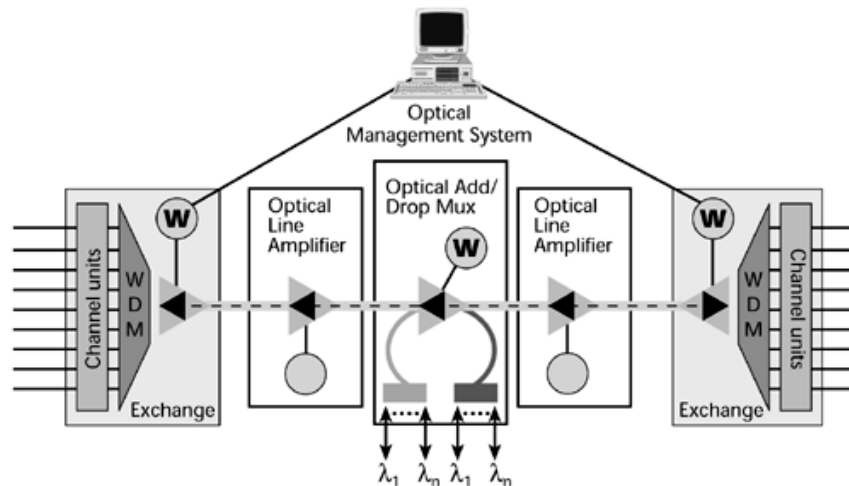 Optical
Management System
Optical Add/
Drop Mux
Optical
Line
Amplifier
Optical
Line
Amplifier
W
W
W
Channel units
W
D
M
W
D
M
Channel units
Exchange
Exchange
λ1 λn λ1 λn